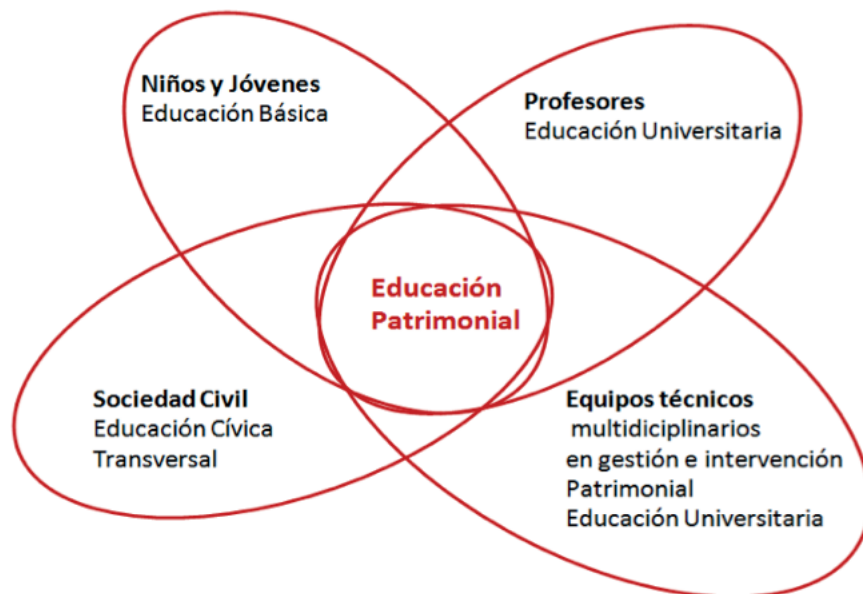 Niños y Jóvenes
Educación Básica
Profesores
Educación Universitaria
Educación
Patrimonial
Sociedad Civil
Educación Cívica
Transversal
Equipos técnicos
multidiciplinarios
en gestión e intervención
Patrimonial
Educación Universitaria